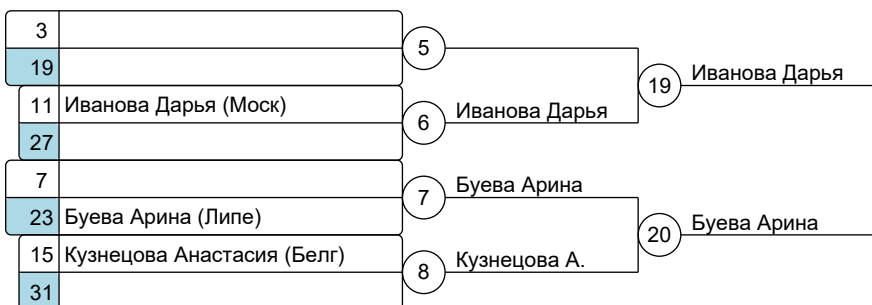 3
19
5
19 Иванова Дарья
11 Иванова Дарья (Моск)
27
6 Иванова Дарья
7
23 Буева Арина (Липе)
7 Буева Арина
20 Буева Арина
15 Кузнецова Анастасия (Белг)
31
8 Кузнецова А.